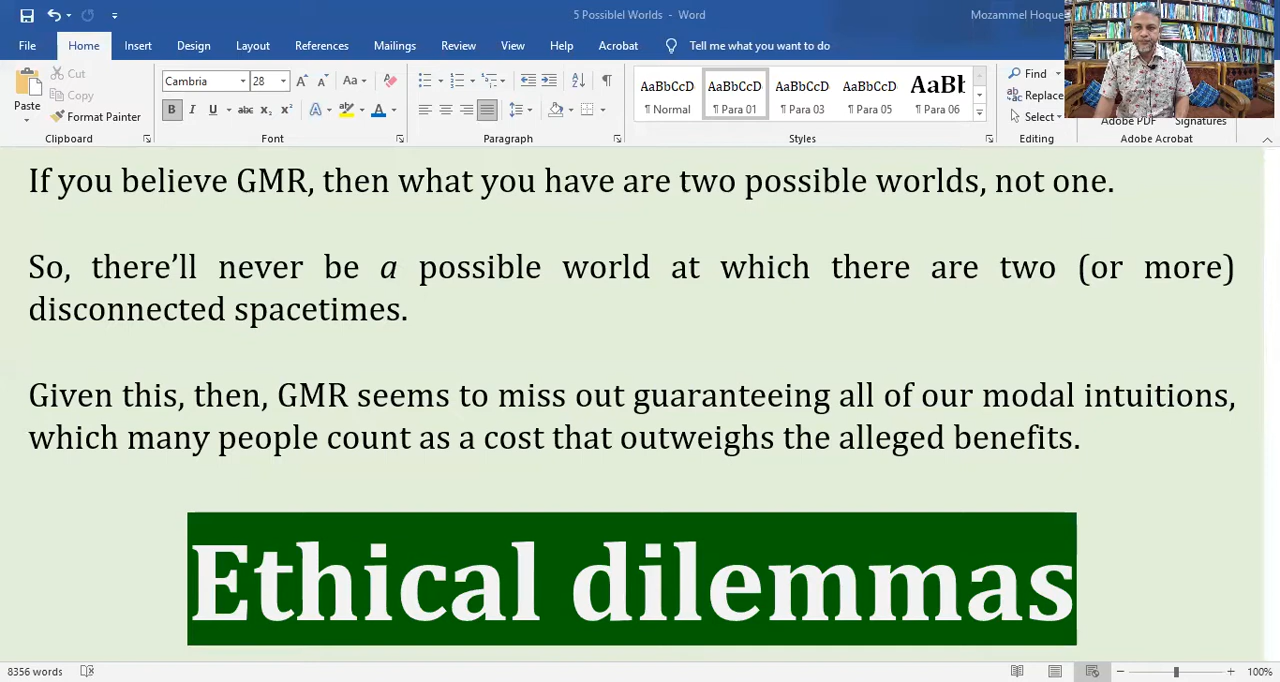 5 Possiblel Worlds - Word
Mozammel Hoque
File Home Insert Design Layout References Mailings Review View Help Acrobat Tell me what you want to do
Cut
Copy
Paste
Format Painter
Clipboard
Cambria 28
Font
Paragraph
AaBbCcD AaBbCcD AaBbCcD AaBbCcD AaBb
¶ Normal ¶ Para 01 ¶ Para 03 ¶ Para 05 ¶ Para 06
Styles
Find
Replace
Select
Editing
Adobe PDF Signatures
Adobe Acrobat
If you believe GMR, then what you have are two possible worlds, not one.
So, there’ll never be a possible world at which there are two (or more)
disconnected spacetimes.
Given this, then, GMR seems to miss out guaranteeing all of our modal intuitions,
which many people count as a cost that outweighs the alleged benefits.
Ethical dilemmas
8356 words
100%